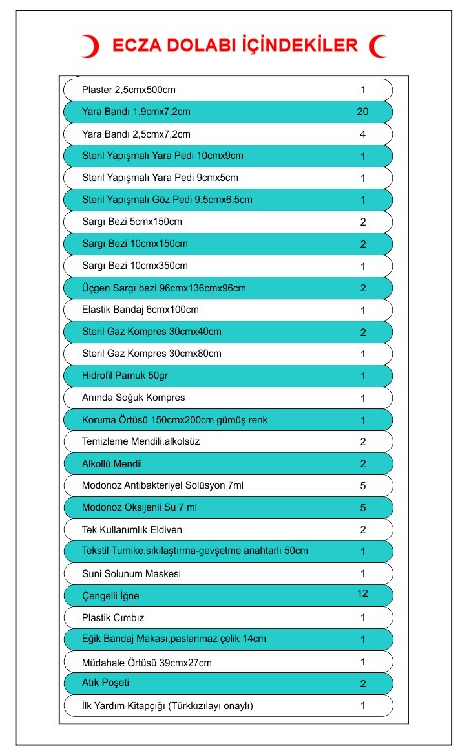 ECZA DOLABI İÇİNDEKİLER
Plaster 2,5cmx500cm 1
Yara Bandı 1,9cmx7,2cm 20
Yara Bandı 2,5cmx7,2cm 4
Steril Yapışmalı Yara Pedi 10cmx9cm 1
Steril Yapışmalı Yara Pedi 9cmx5cm 1
Steril Yapışmalı Göz Pedi 9.5cmx6.5cm 1
Sargı Bezi 5cmx150cm 2
Sargı Bezi 10cmx150cm 2
Sargı Bezi 10cmx350cm 1
Üçgen Sargı bezi 96cmx136cmx96cm 2
Elastik Bandaj 6cmx100cm 1
Steril Gaz Kompres 30cmx40cm 2
Steril Gaz Kompres 30cmx80cm 1
Hidrofil Pamuk 50gr 1
Anında Soğuk Kompres 1
Koruma Örtüsü 150cmx200cm gümüş renk 1
Temizleme Mendili,alkolsüz 2
Alkollü Mendil 2
Modonoz Antibakteriyel Solüsyon 7ml 5
Modonoz Oksijenli Su 7 ml 5
Tek Kullanımlık Eldiven 2
Tekstil Turnike,sıkılaştırma-gevşetme anahtarlı 50cm 1
Suni Solunum Maskesi 1
Çengelli İğne 12
Plastik Cımbız 1
Eğik Bandaj Makası,paslanmaz çelik 14cm 1
Müdahale Örtüsü 39cmx27cm 1
Atık Poşeti 2
İlk Yardım Kitapçığı (Türkkızılayı onaylı) 1